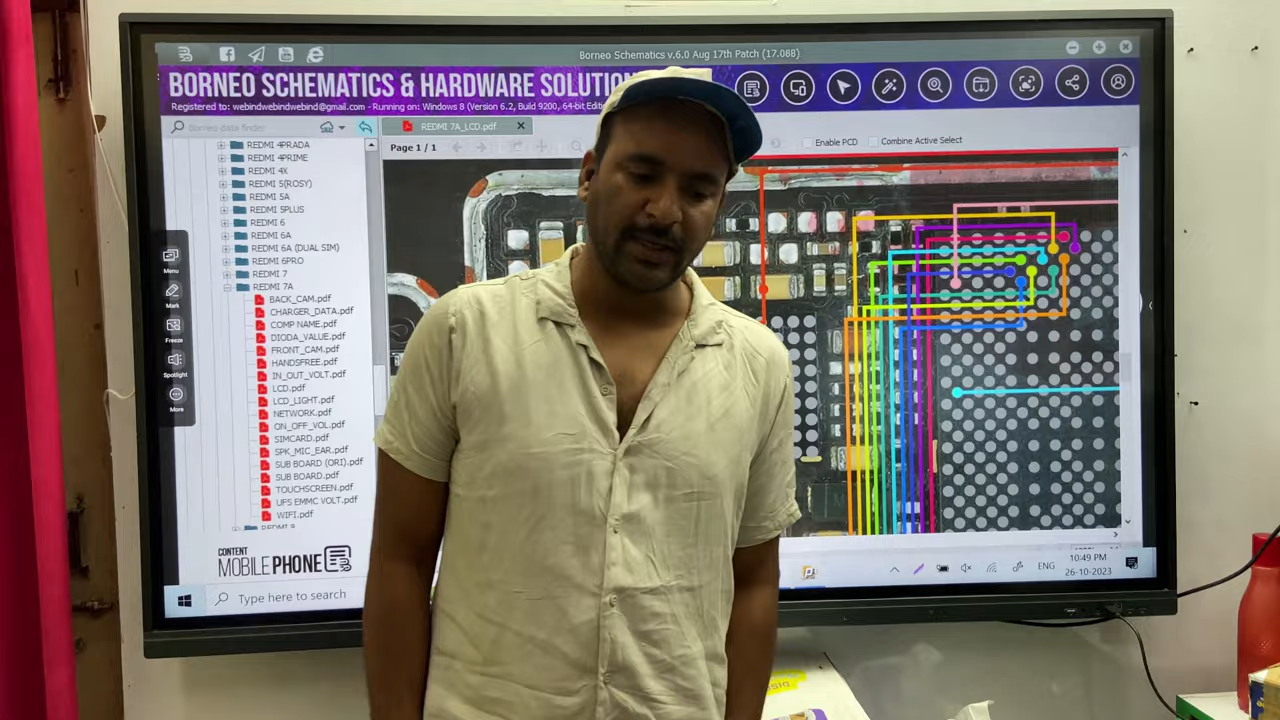 Borneo Schematics v.6.0 Aug 17th Patch (17.088)
BORNEO SCHEMATICS & HARDWARE SOLUTION
Registered to: webindwebindwebind@gmail.com - Running on: Windows 8 (Version 6.2, Build 9200, 64-bit Edit
Borneo data finder
REDMI 7A_LCD.pdf
Page 1 / 1
Enable PCD
Combine Active Select
REDMI 4PRADA
REDMI 4PRIME
REDMI 4X
REDMI 5(ROSY)
REDMI 5A
REDMI 5PLUS
REDMI 6
REDMI 6A
REDMI 6A (DUAL SIM)
REDMI 6PRO
REDMI 7
REDMI 7A
BACK_CAM.pdf
CHARGER_DATA.pdf
COMP NAME.pdf
DIODA_VALUE.pdf
FRONT_CAM.pdf
HANDSFREE.pdf
IN_OUT_VOLT.pdf
LCD.pdf
LCD_LIGHT.pdf
NETWORK.pdf
ON_OFF_VOL.pdf
SIMCARD.pdf
SPK_MIC_EAR.pdf
SUB BOARD (ORI).pdf
SUB BOARD.pdf
TOUCHSCREEN.pdf
UFS EMMC VOLT.pdf
WIFI.pdf
REDMI 8
Menu
Mark
Freeze
Spotlight
More
CONTENT
MOBILE PHONE
Type here to search
ENG
10:49 PM
26-10-2023